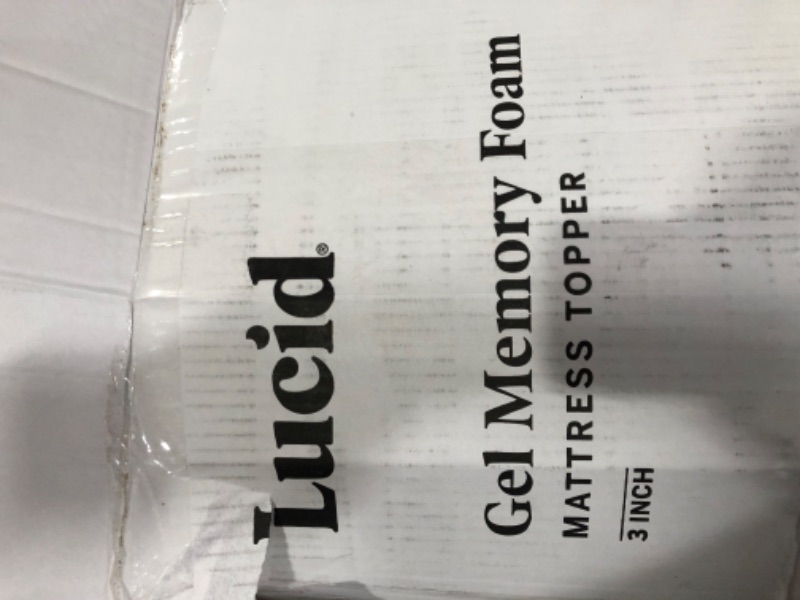 Lucid®
Gel Memory Foam
MATTRESS TOPPER
3 INCH